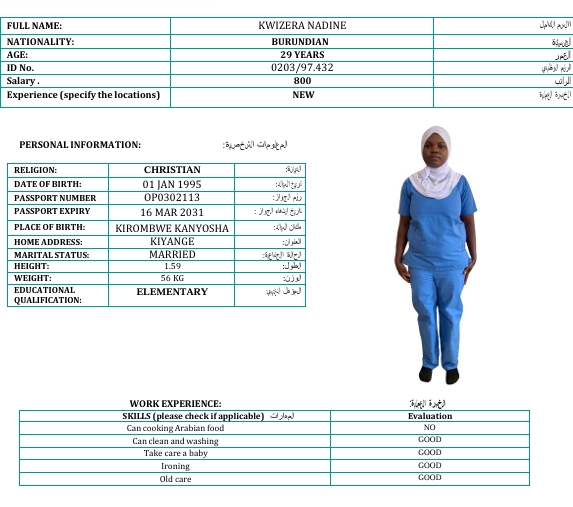 FULL NAME: KWIZERA NADINE الاسم الكامل
NATIONALITY: BURUNDIAN الجنسية
AGE: 29 YEARS العمر
ID No. 0203/97.432 الرقم الوظيفي
Salary . 800 الراتب
Experience (specify the locations) NEW الخبرة العملية
PERSONAL INFORMATION: المعلومات الشخصية:
RELIGION: CHRISTIAN الديانة:
DATE OF BIRTH: 01 JAN 1995 تاريخ الميلاد:
PASSPORT NUMBER OP0302113 رقم الجواز:
PASSPORT EXPIRY 16 MAR 2031 تاريخ انتهاء الجواز :
PLACE OF BIRTH: KIROMBWE KANYOSHA مكان الميلاد:
HOME ADDRESS: KIYANGE العنوان:
MARITAL STATUS: MARRIED الحالة الاجتماعية:
HEIGHT: 1.59 الطول:
WEIGHT: 56 KG الوزن:
EDUCATIONAL QUALIFICATION: ELEMENTARY المؤهل التعليمي:
WORK EXPERIENCE: الخبرة العملية:
SKILLS (please check if applicable) المهارات Evaluation
Can cooking Arabian food NO
Can clean and washing GOOD
Take care a baby GOOD
Ironing GOOD
Old care GOOD